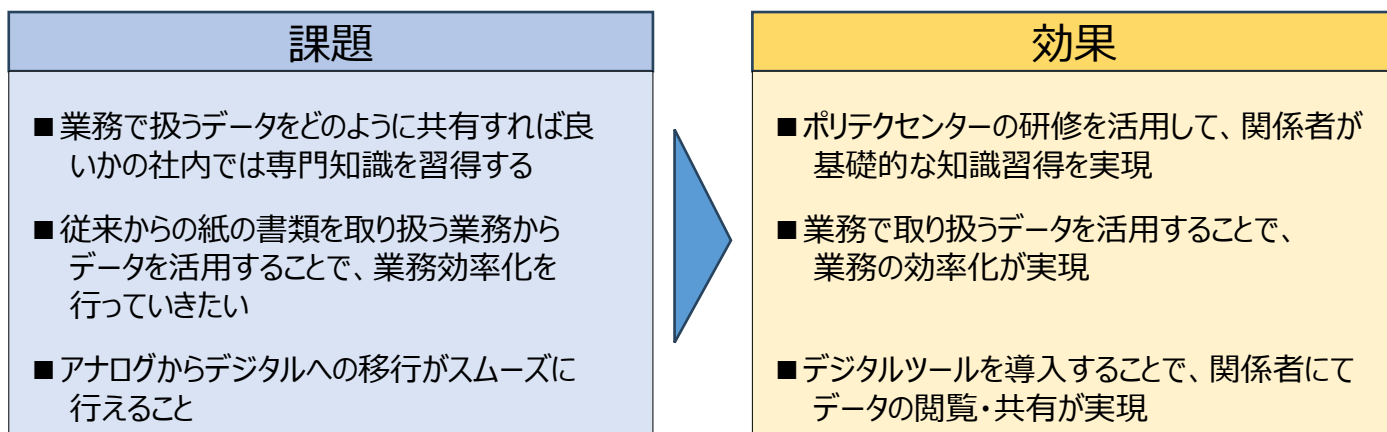 課題
■業務で扱うデータをどのように共有すれば良
いかの社内では専門知識を習得する
■従来からの紙の書類を取り扱う業務から
データを活用することで、業務効率化を
行っていきたい
■アナログからデジタルへの移行がスムーズに
行えること
効果
■ポリテクセンターの研修を活用して、関係者が
基礎的な知識習得を実現
■業務で取り扱うデータを活用することで、
業務の効率化が実現
■デジタルツールを導入することで、関係者にて
データの閲覧・共有が実現